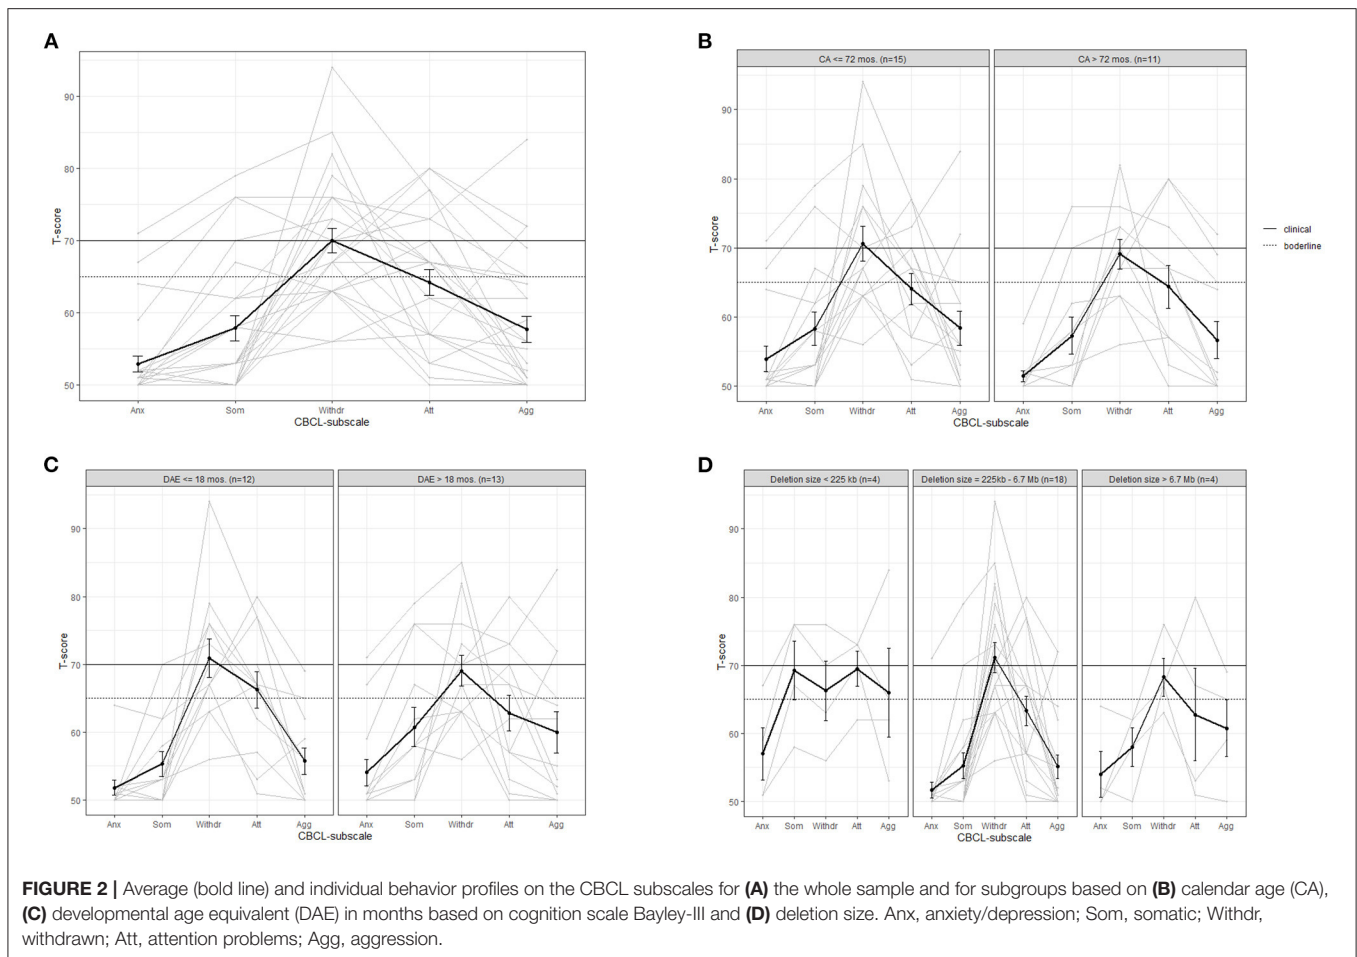 A
90
80
70
60
50
T-score
Anx Som Withdr Att Agg
CBCL-subscale
B
CA <= 72 mos. (n=15) CA > 72 mos. (n=11)
90
80
70
60
50
T-score
Anx Som Withdr Att Agg Anx Som Withdr Att Agg
CBCL-subscale
clinical
boderline
C
DAE <= 18 mos. (n=12) DAE > 18 mos. (n=13)
90
80
70
60
50
T-score
Anx Som Withdr Att Agg Anx Som Withdr Att Agg
CBCL-subscale
D
Deletion size < 225 kb (n=4) Deletion size = 225kb - 6.7 Mb (n=18) Deletion size > 6.7 Mb (n=4)
90
80
70
60
50
T-score
Anx Som Withdr Att Agg Anx Som Withdr Att Agg Anx Som Withdr Att Agg
CBCL-subscale
FIGURE 2 | Average (bold line) and individual behavior profiles on the CBCL subscales for (A) the whole sample and for subgroups based on (B) calendar age (CA),
(C) developmental age equivalent (DAE) in months based on cognition scale Bayley-III and (D) deletion size. Anx, anxiety/depression; Som, somatic; Withdr,
withdrawn; Att, attention problems; Agg, aggression.